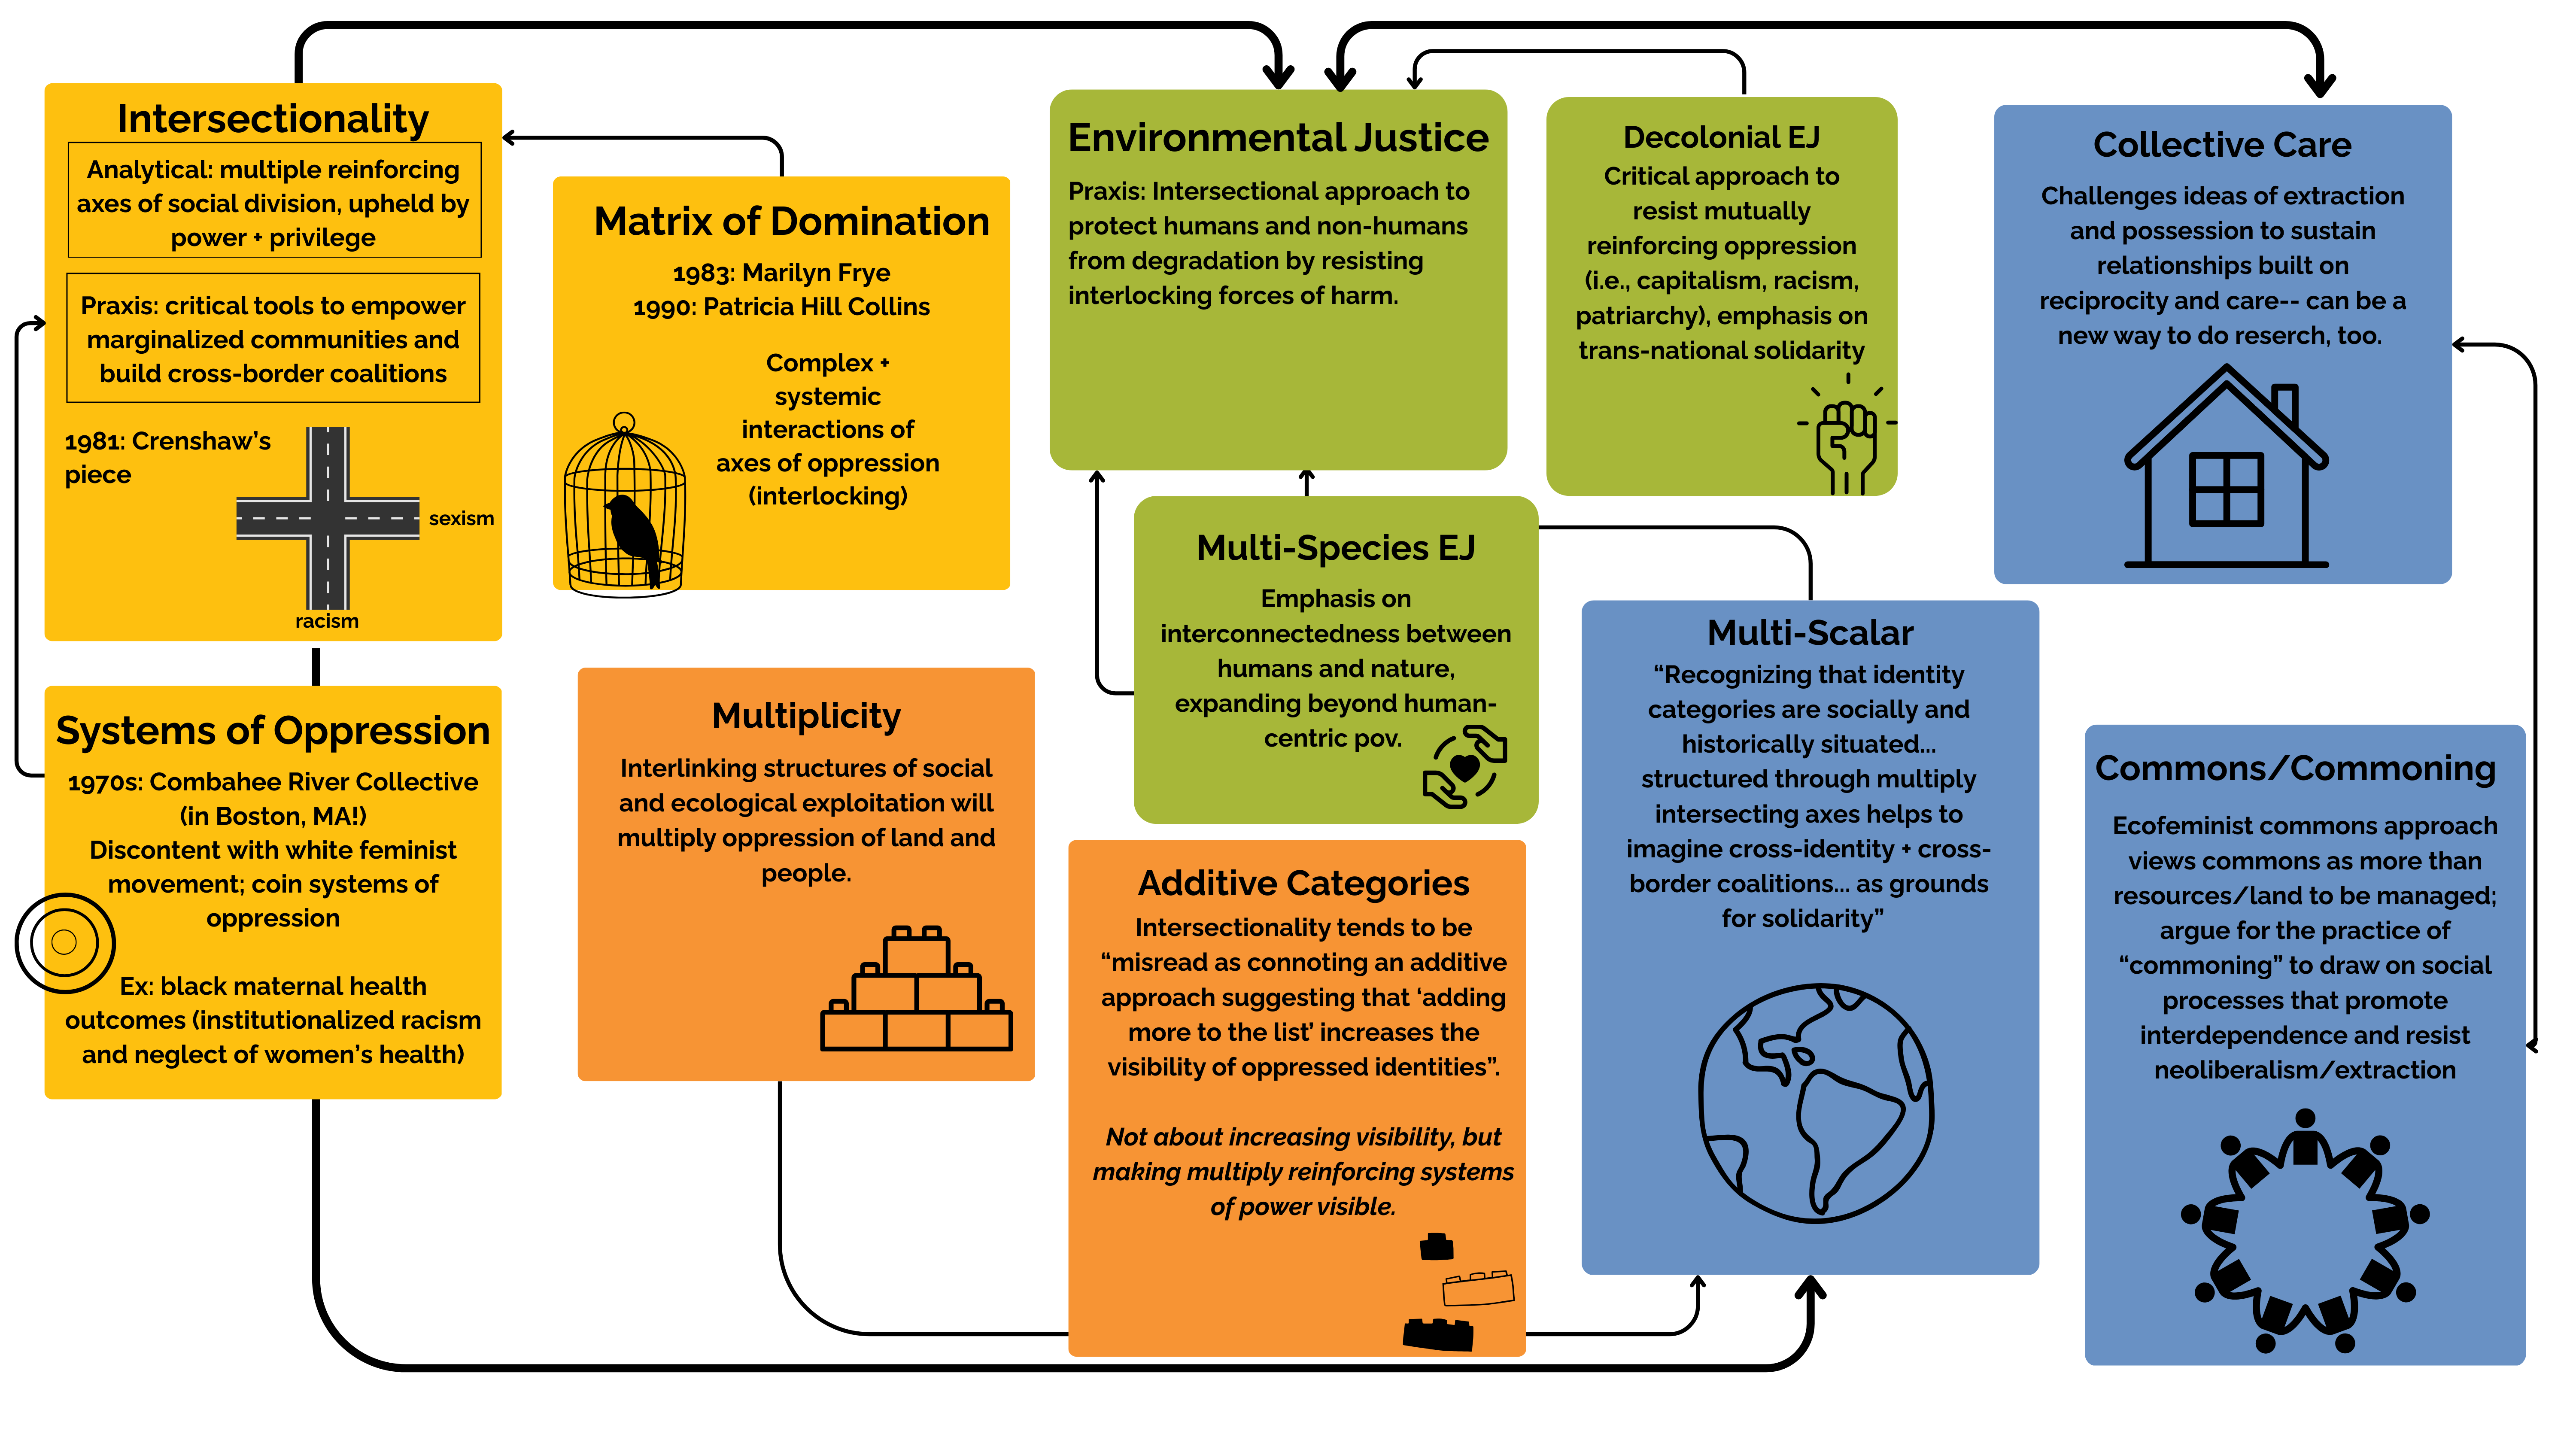 Intersectionality
Analytical: multiple reinforcing
axes of social division, upheld by
power + privilege
Praxis: critical tools to empower
marginalized communities and
build cross-border coalitions
1981: Crenshaw's
piece
sexism
racism
Systems of Oppression
1970s: Combahee River Collective
(in Boston, MA!)
Discontent with white feminist
movement; coin systems of
oppression
Ex: black maternal health
outcomes (institutionalized racism
and neglect of women's health)
Matrix of Domination
1983: Marilyn Frye
1990: Patricia Hill Collins
Complex +
systemic
interactions of
axes of oppression
(interlocking)
Multiplicity
Interlinking structures of social
and ecological exploitation will
multiply oppression of land and
people.
Environmental Justice
Praxis: Intersectional approach to
protect humans and non-humans
from degradation by resisting
interlocking forces of harm.
Decolonial EJ
Critical approach to
resist mutually
reinforcing oppression
(i.e., capitalism, racism,
patriarchy), emphasis on
trans-national solidarity
Multi-Species EJ
Emphasis on
interconnectedness between
humans and nature,
expanding beyond human-
centric pov.
Additive Categories
Intersectionality tends to be
“misread as connoting an additive
approach suggesting that ‘adding
more to the list’ increases the
visibility of oppressed identities”.
Not about increasing visibility, but
making multiply reinforcing systems
of power visible.
Multi-Scalar
“Recognizing that identity
categories are socially and
historically situated...
structured through multiply
intersecting axes helps to
imagine cross-identity + cross-
border coalitions... as grounds
for solidarity”
Collective Care
Challenges ideas of extraction
and possession to sustain
relationships built on
reciprocity and care-- can be a
new way to do reserch, too.
Commons/Commoning
Ecofeminist commons approach
views commons as more than
resources/land to be managed;
argue for the practice of
“commoning” to draw on social
processes that promote
interdependence and resist
neoliberalism/extraction